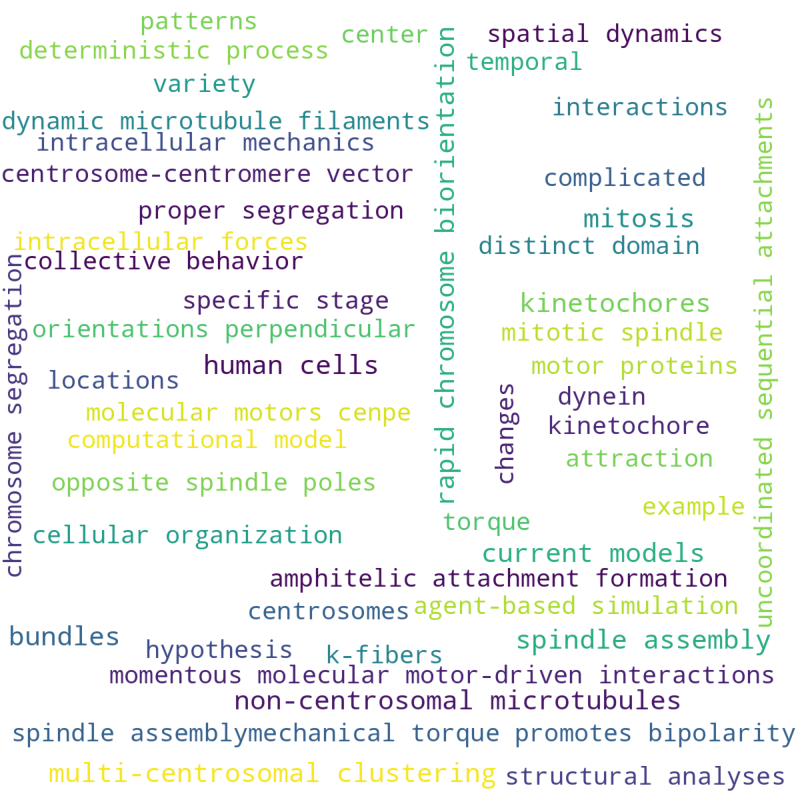 patterns
center
spatial dynamics
deterministic process
temporal
variety
interactions
dynamic microtubule filaments
intracellular mechanics
centrosome-centromere vector
complicated
proper segregation
mitosis
intracellular forces
distinct domain
collective behavior
specific stage
kinetochores
orientations perpendicular
mitotic spindle
human cells
motor proteins
locations
dynein
molecular motors cenpe
kinetochore
computational model
attraction
opposite spindle poles
example
torque
cellular organization
current models
amphitelic attachment formation
centrosomes
agent-based simulation
bundles
hypothesis
k-fibers
spindle assembly
momentous molecular motor-driven interactions
non-centrosomal microtubules
spindle assemblymechanical torque promotes bipolarity
multi-centrosomal clustering
structural analyses
chromosome segregation
rapid chromosome biorientation
changes
uncoordinated sequential attachments